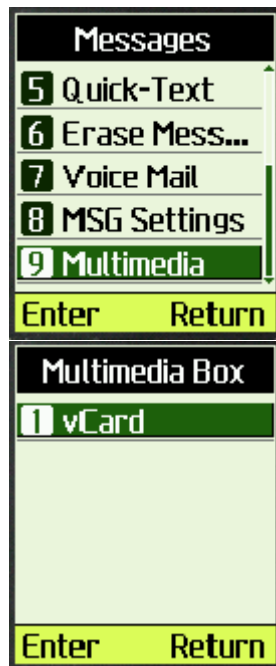 Messages
5 Quick-Text
6 Erase Mess...
7 Voice Mail
8 MSG Settings
9 Multimedia
Enter Return
Multimedia Box
1 vCard
Enter Return